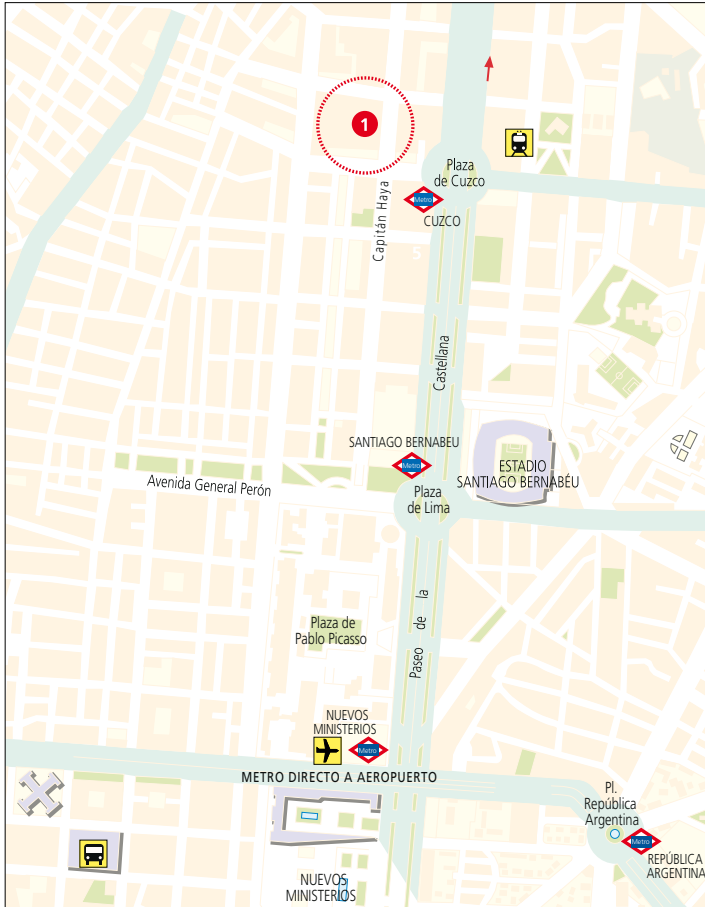 1
Plaza
de Cuzco
Metro
CUZCO
Capitán Haya
5
Castellana
SANTIAGO BERNABEU
Metro
ESTADIO
SANTIAGO BERNABÉU
Avenida General Perón
Plaza
de Lima
Paseo de la
Plaza de
Pablo Picasso
NUEVOS
MINISTERIOS
Metro
METRO DIRECTO A AEROPUERTO
Pl.
República
Argentina
Metro
REPÚBLICA
ARGENTINA
NUEVOS
MINISTERIOS